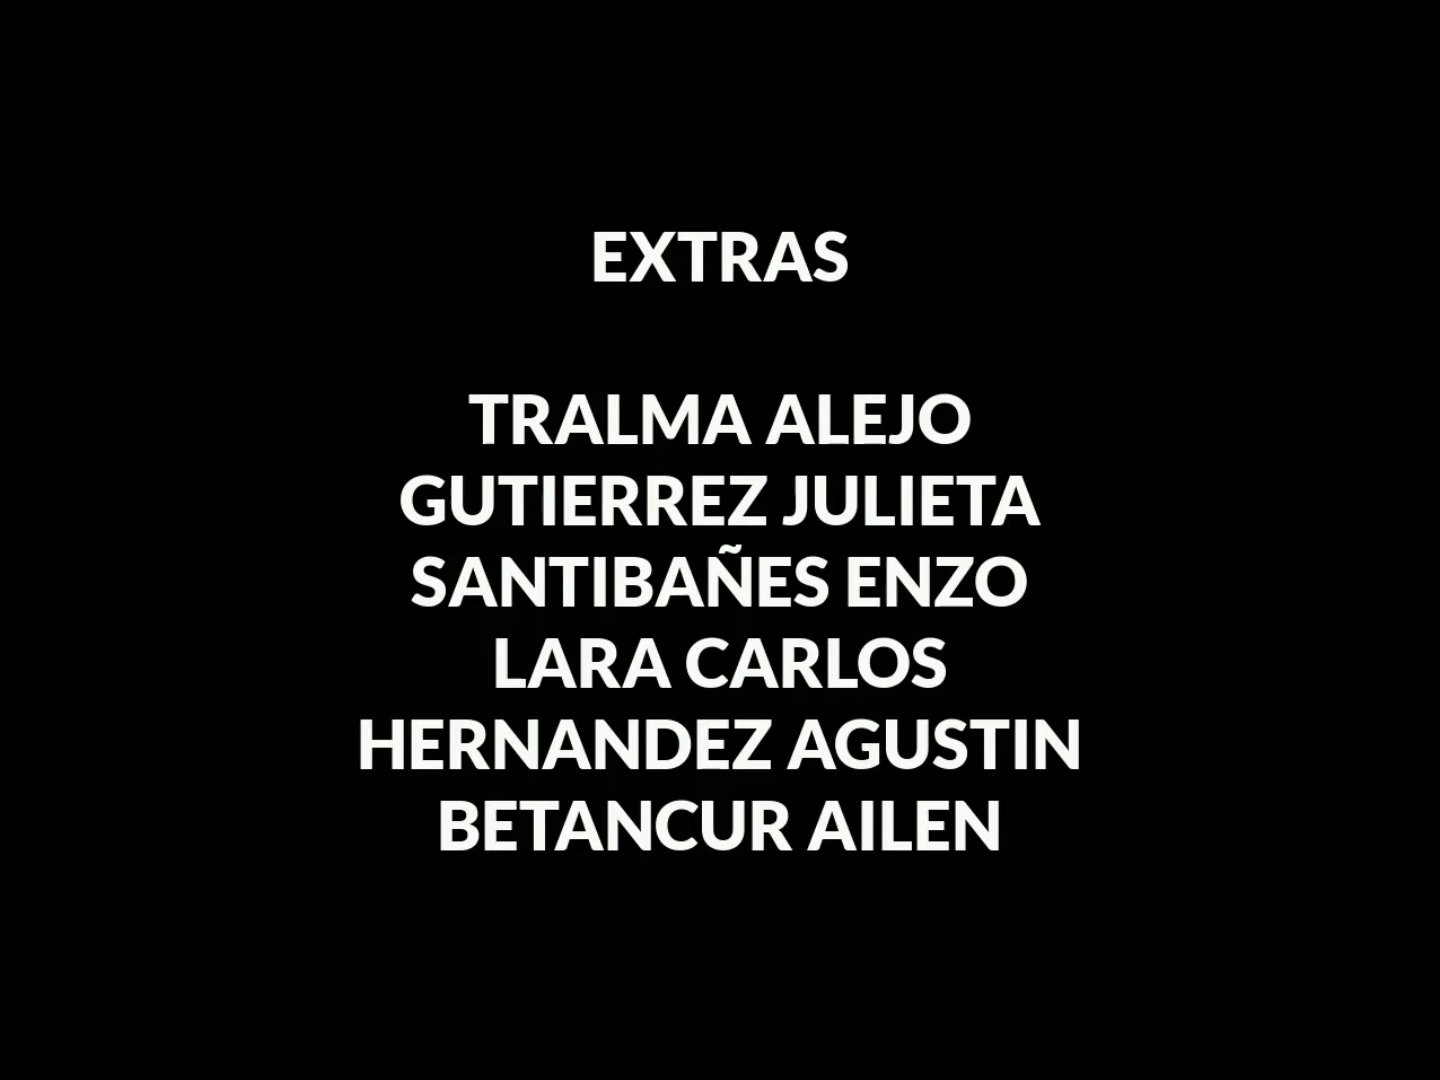 EXTRAS
TRALMA ALEJO
GUTIERREZ JULIETA
SANTIBAÑES ENZO
LARA CARLOS
HERNANDEZ AGUSTIN
BETANCUR AILEN